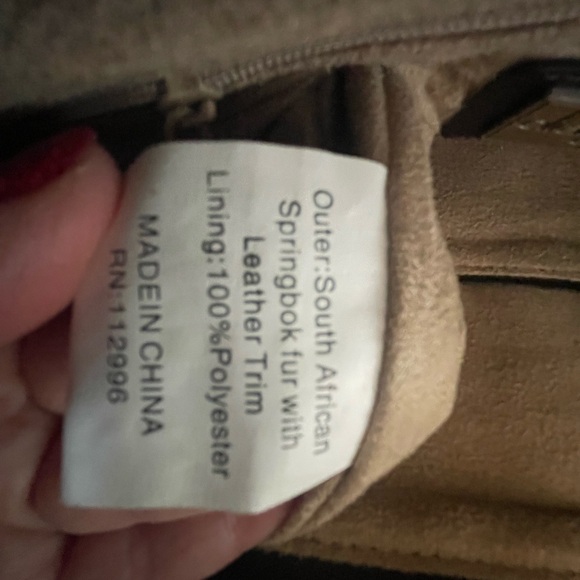 Outer:South African
Springbok fur with
Leather Trim
Lining:100%Polyester
MADEIN CHINA
RN:112996